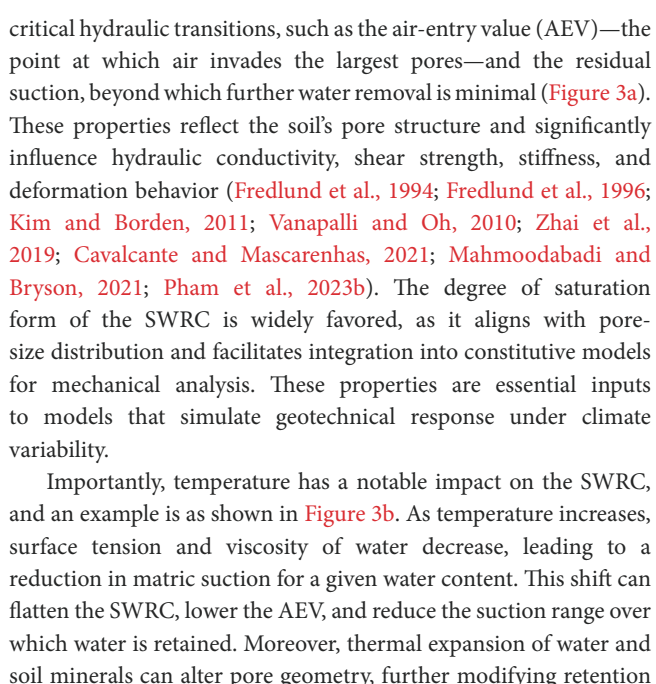 critical hydraulic transitions, such as the air-entry value (AEV)—the
point at which air invades the largest pores—and the residual
suction, beyond which further water removal is minimal (Figure 3a).
These properties reflect the soil's pore structure and significantly
influence hydraulic conductivity, shear strength, stiffness, and
deformation behavior (Fredlund et al., 1994; Fredlund et al., 1996;
Kim and Borden, 2011; Vanapalli and Oh, 2010; Zhai et al.,
2019; Cavalcante and Mascarenhas, 2021; Mahmoodabadi and
Bryson, 2021; Pham et al., 2023b). The degree of saturation
form of the SWRC is widely favored, as it aligns with pore-
size distribution and facilitates integration into constitutive models
for mechanical analysis. These properties are essential inputs
to models that simulate geotechnical response under climate
variability.
Importantly, temperature has a notable impact on the SWRC,
and an example is as shown in Figure 3b. As temperature increases,
surface tension and viscosity of water decrease, leading to a
reduction in matric suction for a given water content. This shift can
flatten the SWRC, lower the AEV, and reduce the suction range over
which water is retained. Moreover, thermal expansion of water and
soil minerals can alter pore geometry, further modifying retention